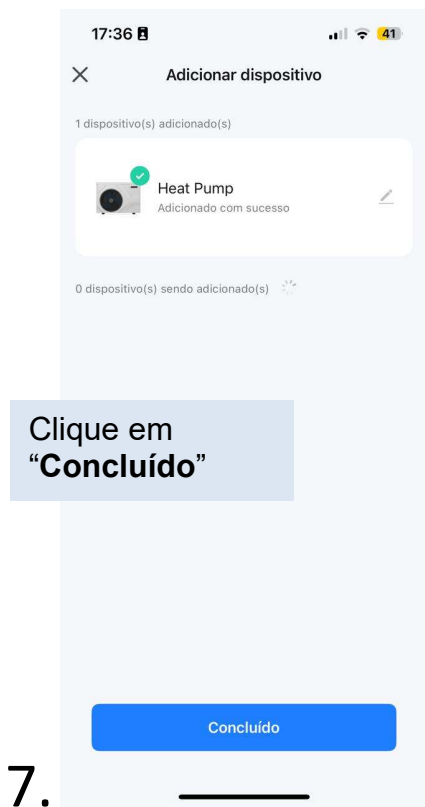 17:36
41
Adicionar dispositivo
1 dispositivo(s) adicionado(s)
Heat Pump
Adicionado com sucesso
0 dispositivo(s) sendo adicionado(s)
Clique em
“Concluído”
Concluído
7.